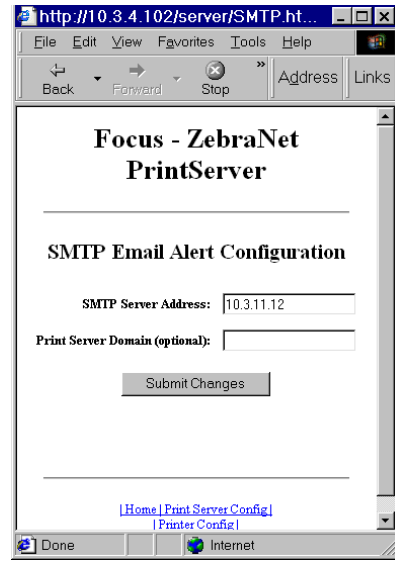 http://10.3.4.102/server/SMTP.ht...
File Edit View Favorites Tools Help
Back Forward Stop » Address Links
Focus - ZebraNet
PrintServer
SMTP Email Alert Configuration
SMTP Server Address: 10.3.11.12
Print Server Domain (optional):
Submit Changes
| Home | Print Server Config |
| Printer Config |
Done Internet